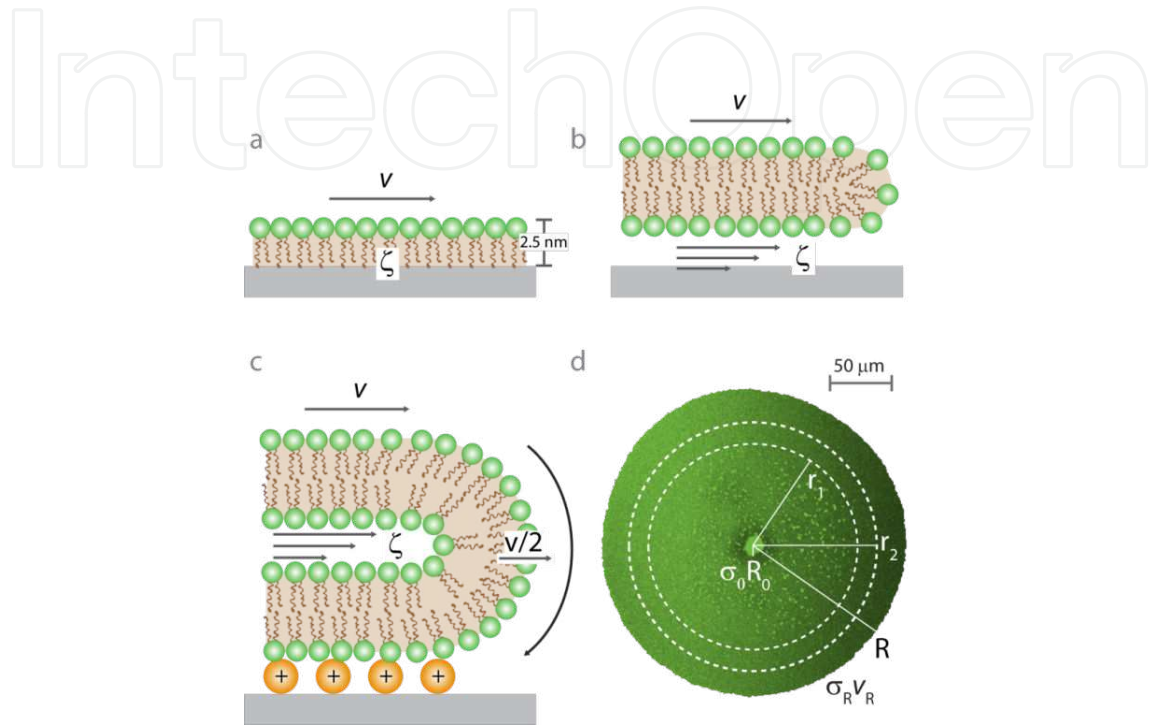 IntechOpen
a
v
2.5 nm
ζ
b
v
ζ
c
v
ζ
v/2
+ + + +
d
50 μm
r1
r2
σ0R0
R
σRvR